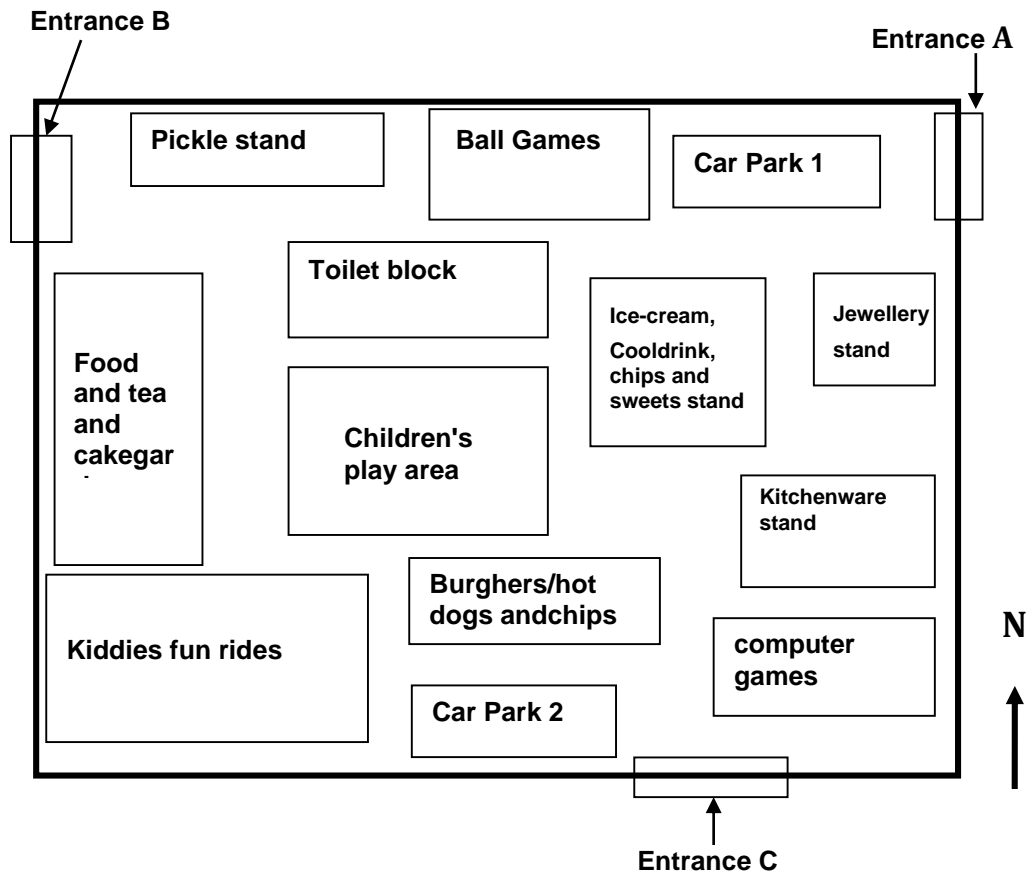 Entrance B
Entrance A
Pickle stand
Ball Games
Car Park 1
Toilet block
Ice-cream,
Cooldrink,
chips and
sweets stand
Jewellery
stand
Food
and tea
and
cakegar
Children's
play area
Kitchenware
stand
Burghers/hot
dogs andchips
Kiddies fun rides
computer
games
N
Car Park 2
Entrance C